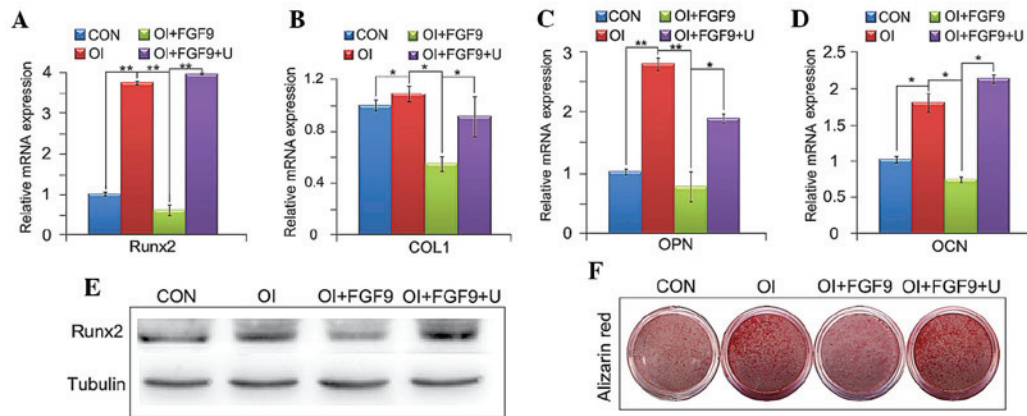 A
CON
OI+FGF9
OI
OI+FGF9+U
Relative mRNA expression
5
4
3
2
1
0
**
**
**
Runx2
B
CON
OI+FGF9
OI
OI+FGF9+U
Relative mRNA expression
1.2
0.9
0.6
0.4
0
*
*
*
COL1
C
CON
OI+FGF9
OI
OI+FGF9+U
Relative mRNA expression
3
2
1
0
**
**
*
OPN
D
CON
OI+FGF9
OI
OI+FGF9+U
Relative mRNA expression
2.5
2
1.5
1
0.5
0
*
*
*
OCN
E
CON
OI
OI+FGF9
OI+FGF9+U
Runx2
Tubulin
F
CON
OI
OI+FGF9
OI+FGF9+U
Alizarin red